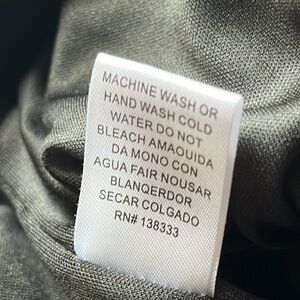 MACHINE WASH OR
HAND WASH COLD
WATER DO NOT
BLEACH AMAOUIDA
DA MONO CON
AGUA FAIR NOUSAR
BLANQERDOR
SECAR COLGADO
RN# 138333